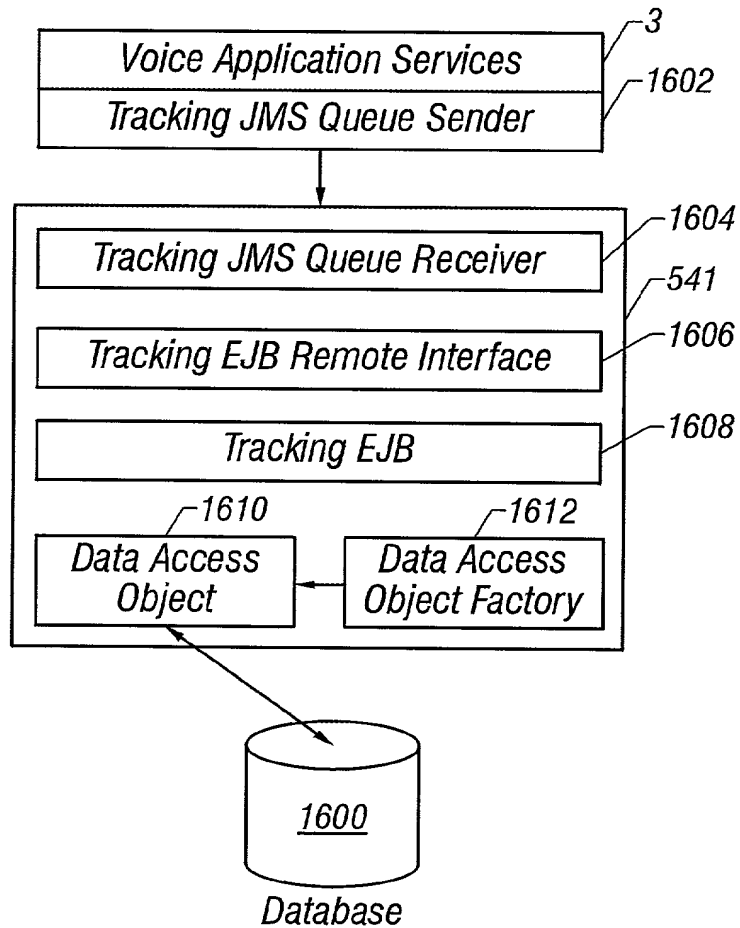 3
Voice Application Services
1602
Tracking JMS Queue Sender
1604
Tracking JMS Queue Receiver
541
1606
Tracking EJB Remote Interface
1608
Tracking EJB
1610
1612
Data Access
Object
Data Access
Object Factory
1600
Database